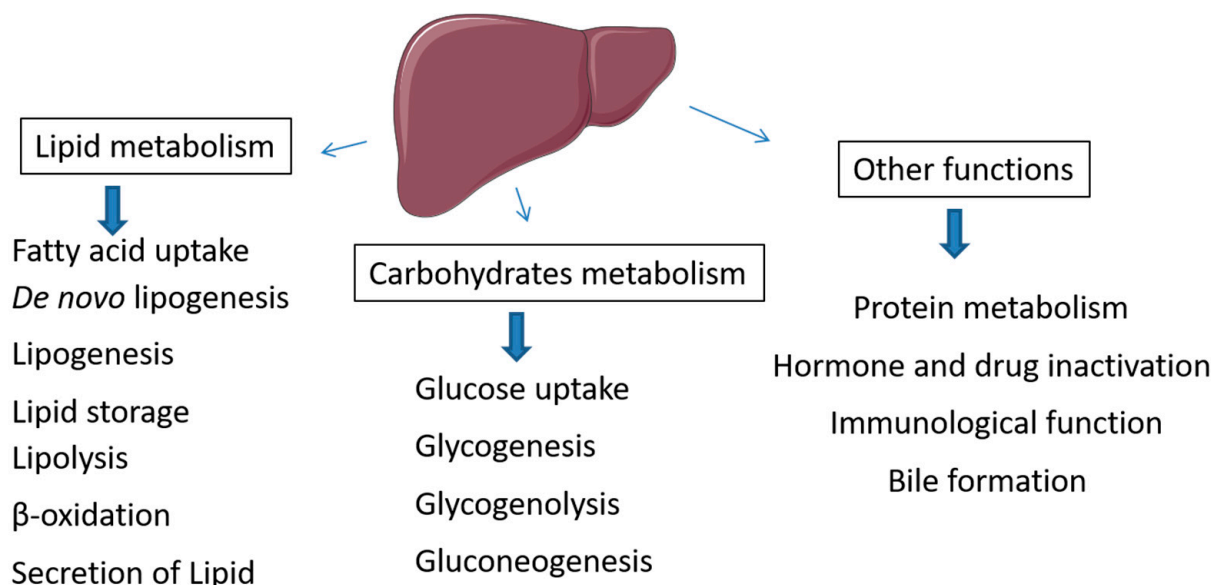 Lipid metabolism
Fatty acid uptake
De novo lipogenesis
Lipogenesis
Lipid storage
Lipolysis
β-oxidation
Secretion of Lipid
Carbohydrates metabolism
Glucose uptake
Glycogenesis
Glycogenolysis
Gluconeogenesis
Other functions
Protein metabolism
Hormone and drug inactivation
Immunological function
Bile formation